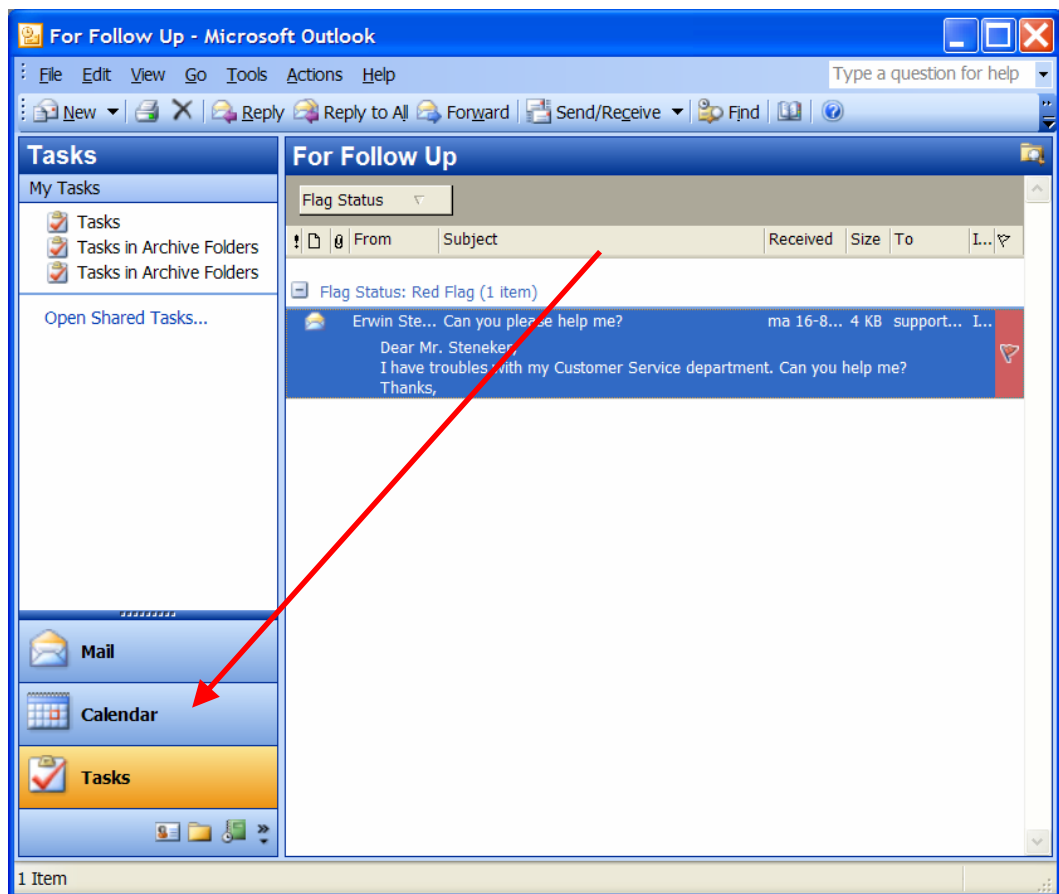 For Follow Up - Microsoft Outlook
File Edit View Go Tools Actions Help Type a question for help
New Reply Reply to All Forward Send/Receive Find
Tasks
My Tasks
Tasks
Tasks in Archive Folders
Tasks in Archive Folders
Open Shared Tasks...
Mail
Calendar
Tasks
For Follow Up
Flag Status
From Subject Received Size To I...
Flag Status: Red Flag (1 item)
Erwin Ste... Can you please help me? ma 16-8... 4 KB support... I...
Dear Mr. Steneker,
I have troubles with my Customer Service department. Can you help me?
Thanks,
1 Item